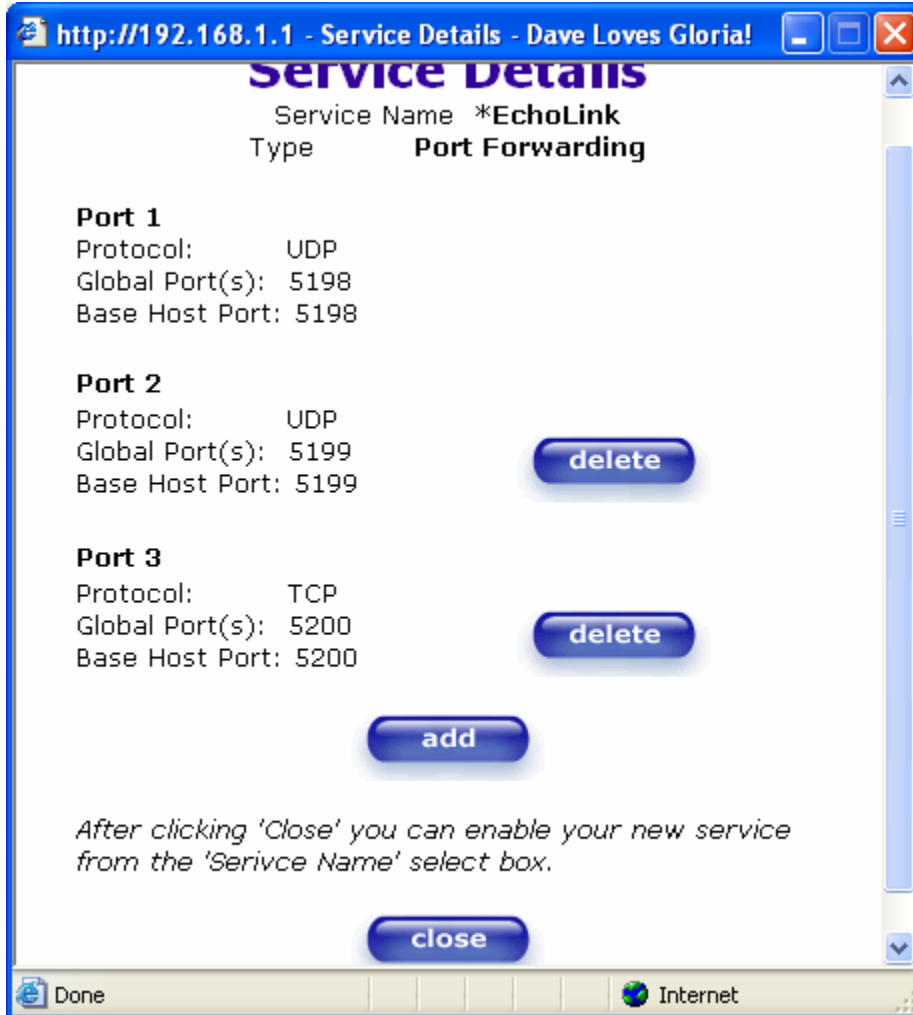 http://192.168.1.1 - Service Details - Dave Loves Gloria!
Service Details
Service Name *EchoLink
Type Port Forwarding
Port 1
Protocol: UDP
Global Port(s): 5198
Base Host Port: 5198
Port 2
Protocol: UDP
Global Port(s): 5199
delete
Base Host Port: 5199
Port 3
Protocol: TCP
Global Port(s): 5200
delete
Base Host Port: 5200
add
After clicking 'Close' you can enable your new service
from the 'Serivce Name' select box.
close
Done
Internet